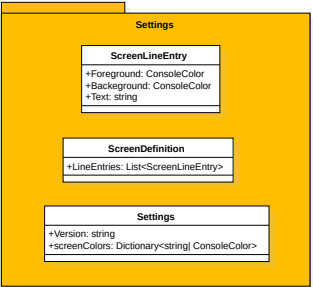 Settings
ScreenLineEntry
+Foreground: ConsoleColor
+Backeground: ConsoleColor
+Text: string
ScreenDefinition
+LineEntries: List<ScreenLineEntry>
Settings
+Version: string
+screenColors: Dictionary<string| ConsoleColor>